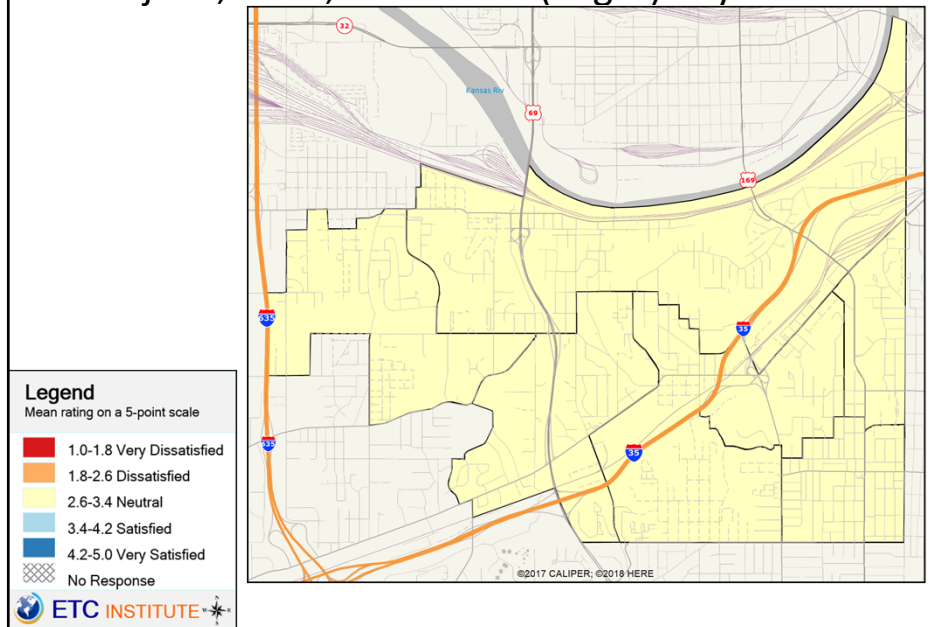 32
Kansas Riv
69
169
635
35
635
35
©2017 CALIPER; ©2018 HERE
Legend
Mean rating on a 5-point scale
1.0-1.8 Very Dissatisfied
1.8-2.6 Dissatisfied
2.6-3.4 Neutral
3.4-4.2 Satisfied
4.2-5.0 Very Satisfied
No Response
ETC INSTITUTE
W E